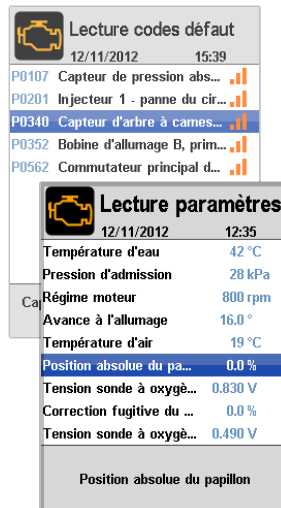 Lecture codes défaut
12/11/2012 15:39
P0107 Capteur de pression abs...
P0201 Injecteur 1 - panne du cir...
P0340 Capteur d'arbre à cames...
P0352 Bobine d'allumage B, prim...
P0562 Commutateur principal d...
Cap
Lecture paramètres
12/11/2012 12:35
Température d'eau 42 °C
Pression d'admission 28 kPa
Régime moteur 800 rpm
Avance à l'allumage 16.0 °
Température d'air 19 °C
Position absolue du pa... 0.0 %
Tension sonde à oxygè... 0.830 V
Correction fugitive du ... 0.0 %
Tension sonde à oxygè... 0.490 V
Position absolue du papillon